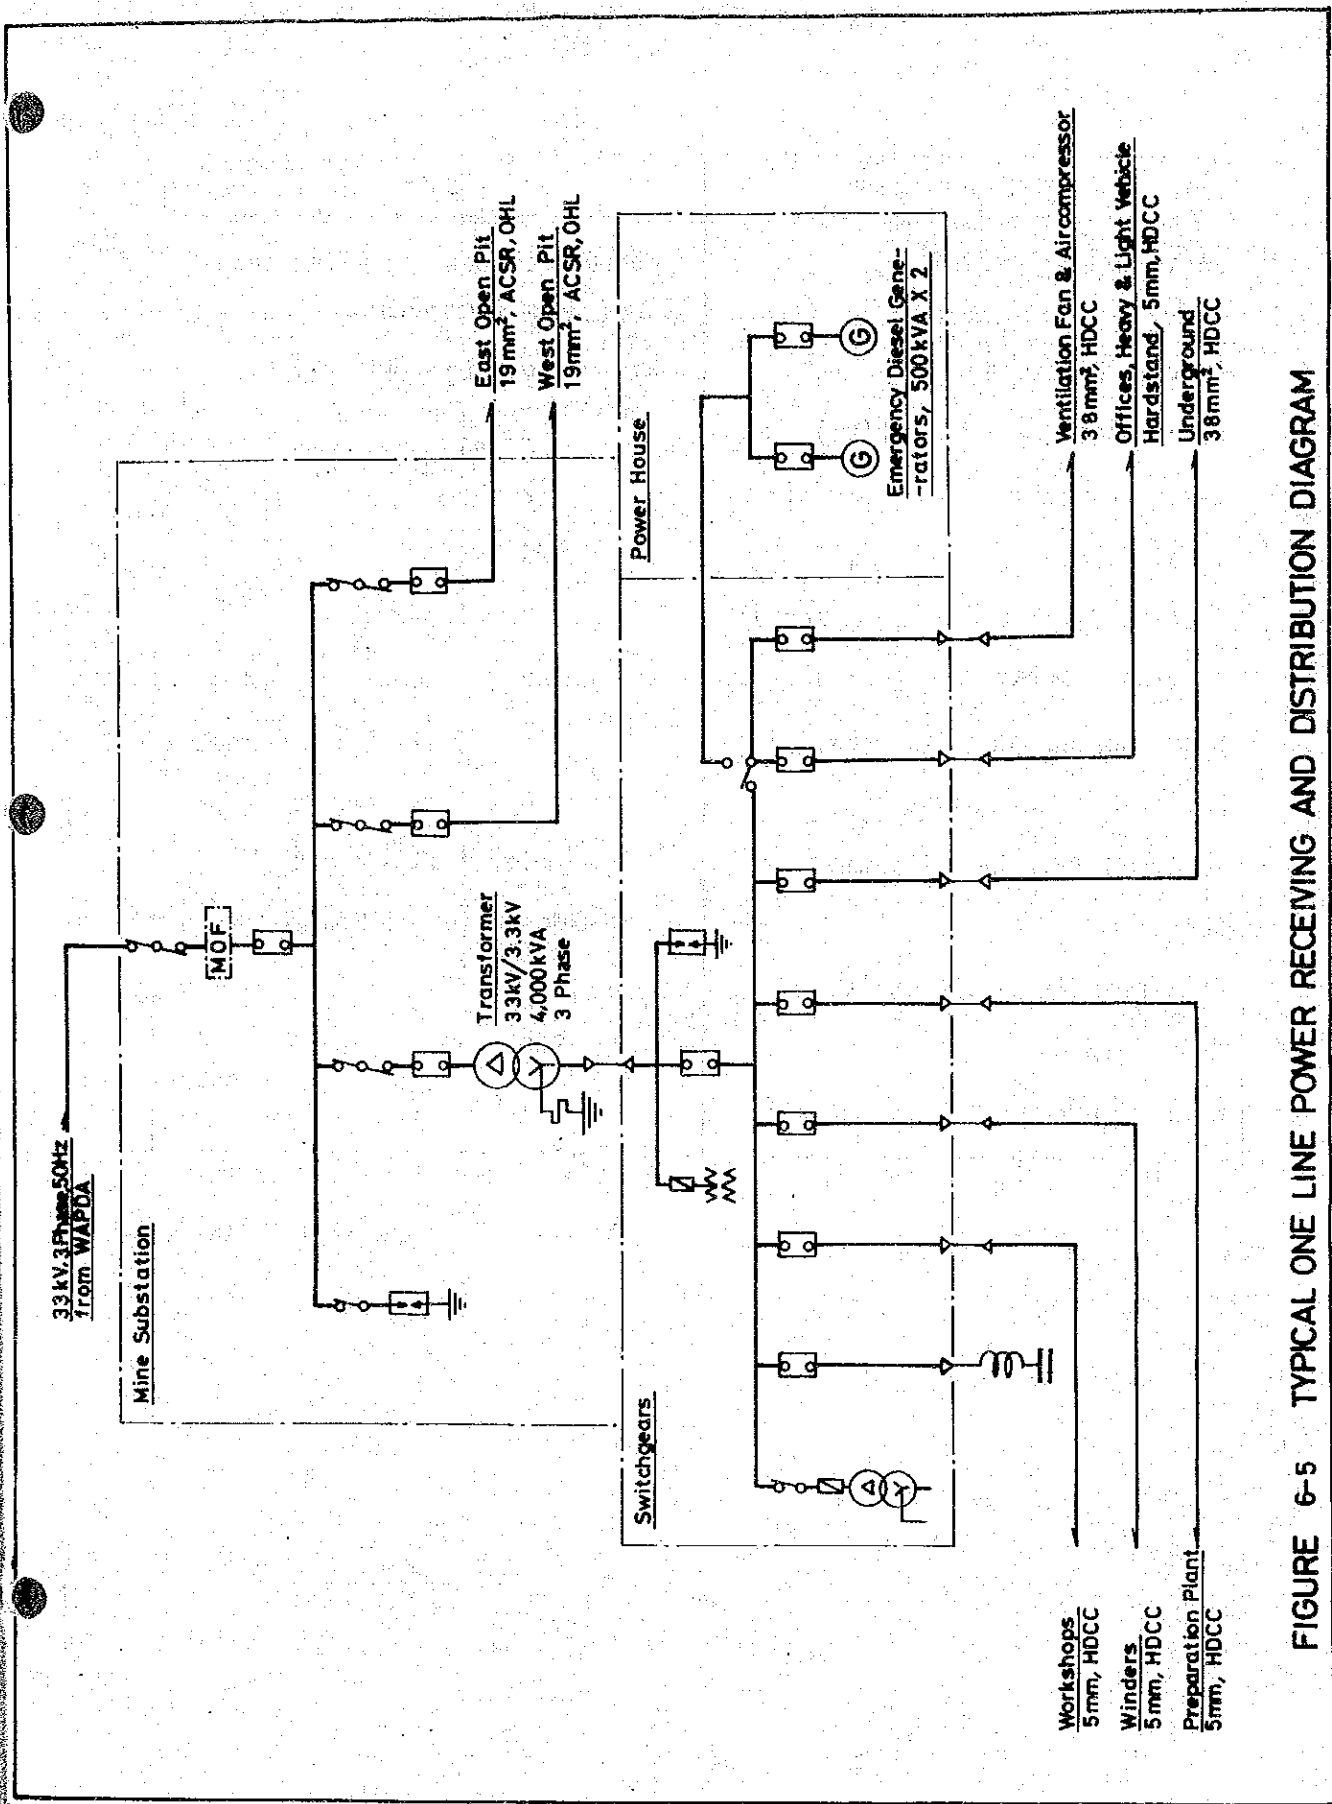 33kV.3Phase,50Hz
from WAPDA
Mine Substation
MOF
East Open Pit
19mm², ACSR,OHL
West Open Pit
19mm², ACSR,OHL
Transformer
33kV/3.3kV
4,000kVA
3 Phase
Switchgears
Power House
G
G
Emergency Diesel Gene-
-rators, 500kVA X 2
Ventilation Fan & Aircompressor
38mm², HDCC
Offices, Heavy & Light Vehicle
Hardstand, 5mm,HDCC
Underground
38mm², HDCC
Workshops
5mm, HDCC
Winders
5mm, HDCC
Preparation Plant
5mm, HDCC
FIGURE 6-5 TYPICAL ONE LINE POWER RECEIVING AND DISTRIBUTION DIAGRAM